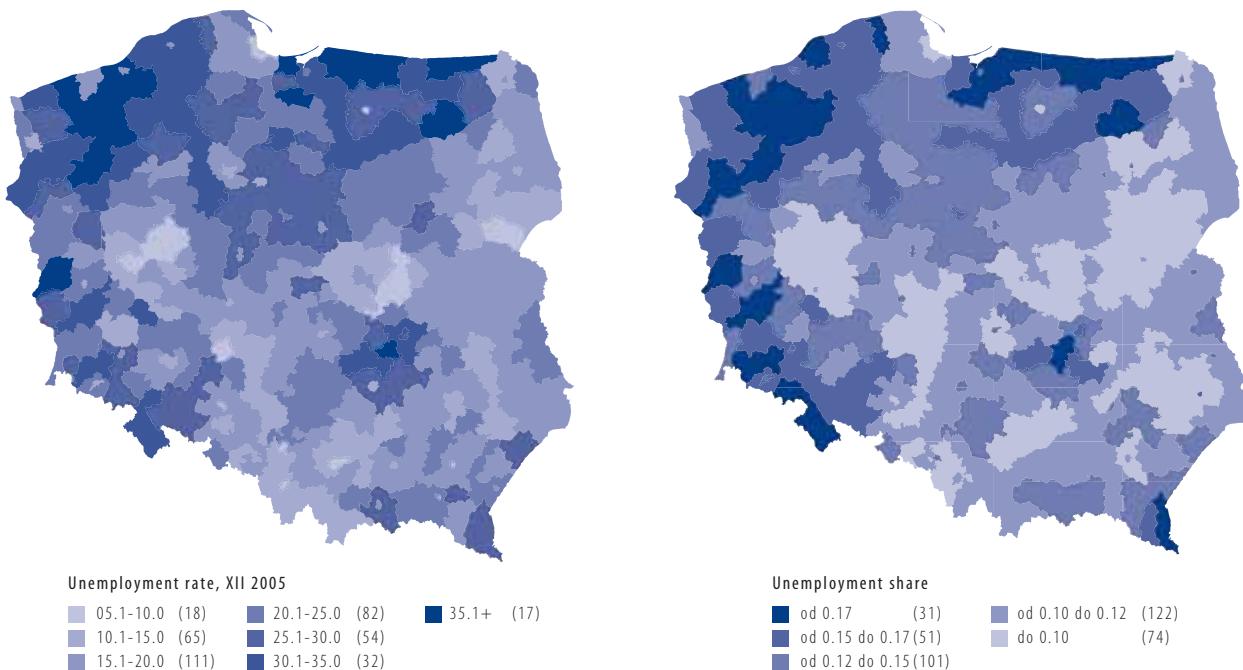 Unemployment rate, XII 2005
05.1-10.0 (18)
10.1-15.0 (65)
15.1-20.0 (111)
20.1-25.0 (82)
25.1-30.0 (54)
30.1-35.0 (32)
35.1+ (17)
Unemployment share
od 0.17 (31)
od 0.15 do 0.17 (51)
od 0.12 do 0.15 (101)
od 0.10 do 0.12 (122)
do 0.10 (74)